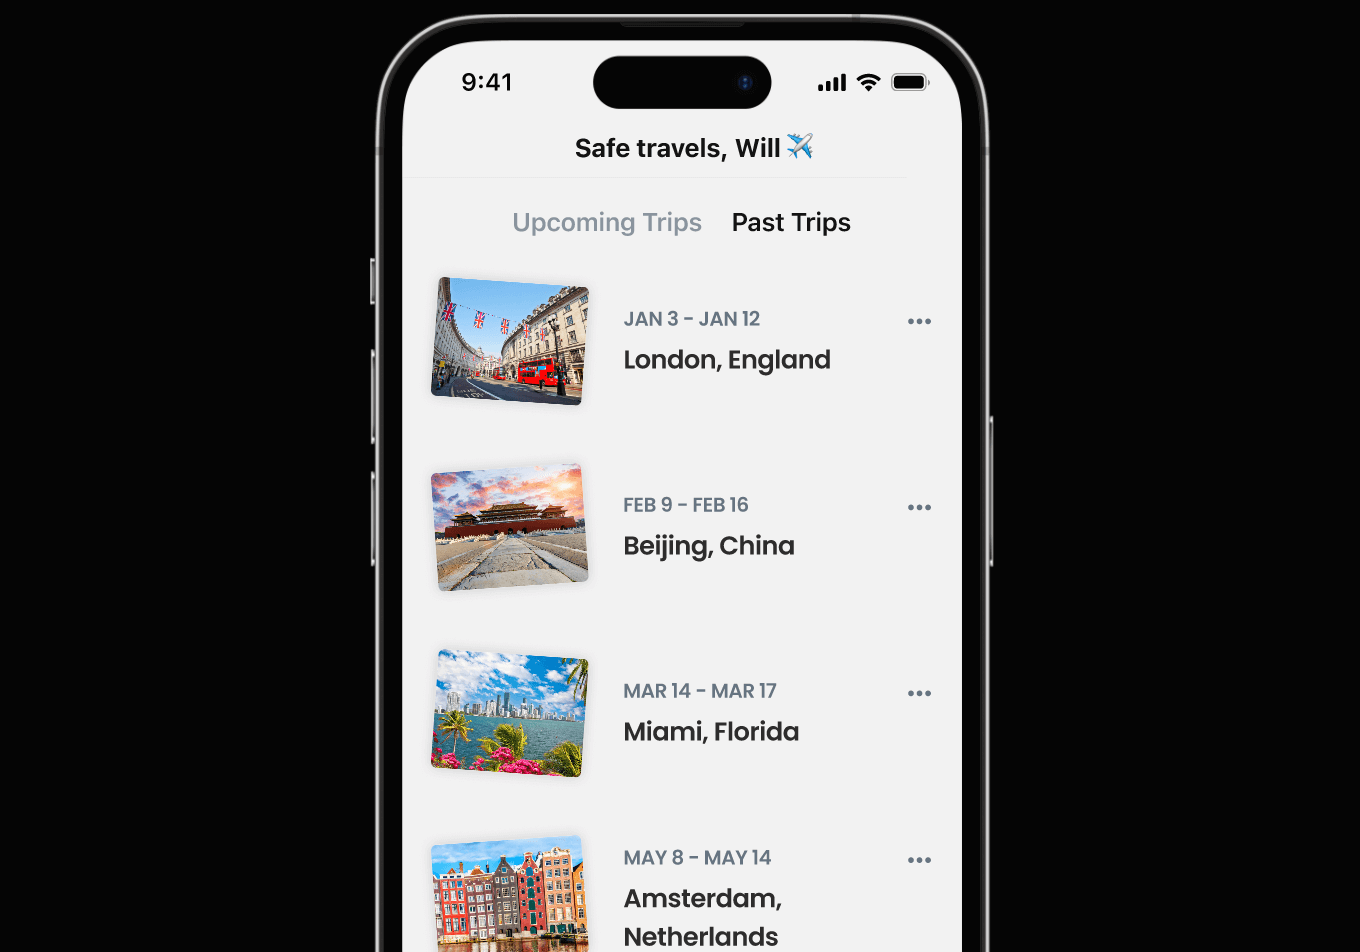 9:41
Safe travels, Will ✈️
Upcoming Trips Past Trips
JAN 3 - JAN 12
London, England
FEB 9 - FEB 16
Beijing, China
MAR 14 - MAR 17
Miami, Florida
MAY 8 - MAY 14
Amsterdam,
Netherlands